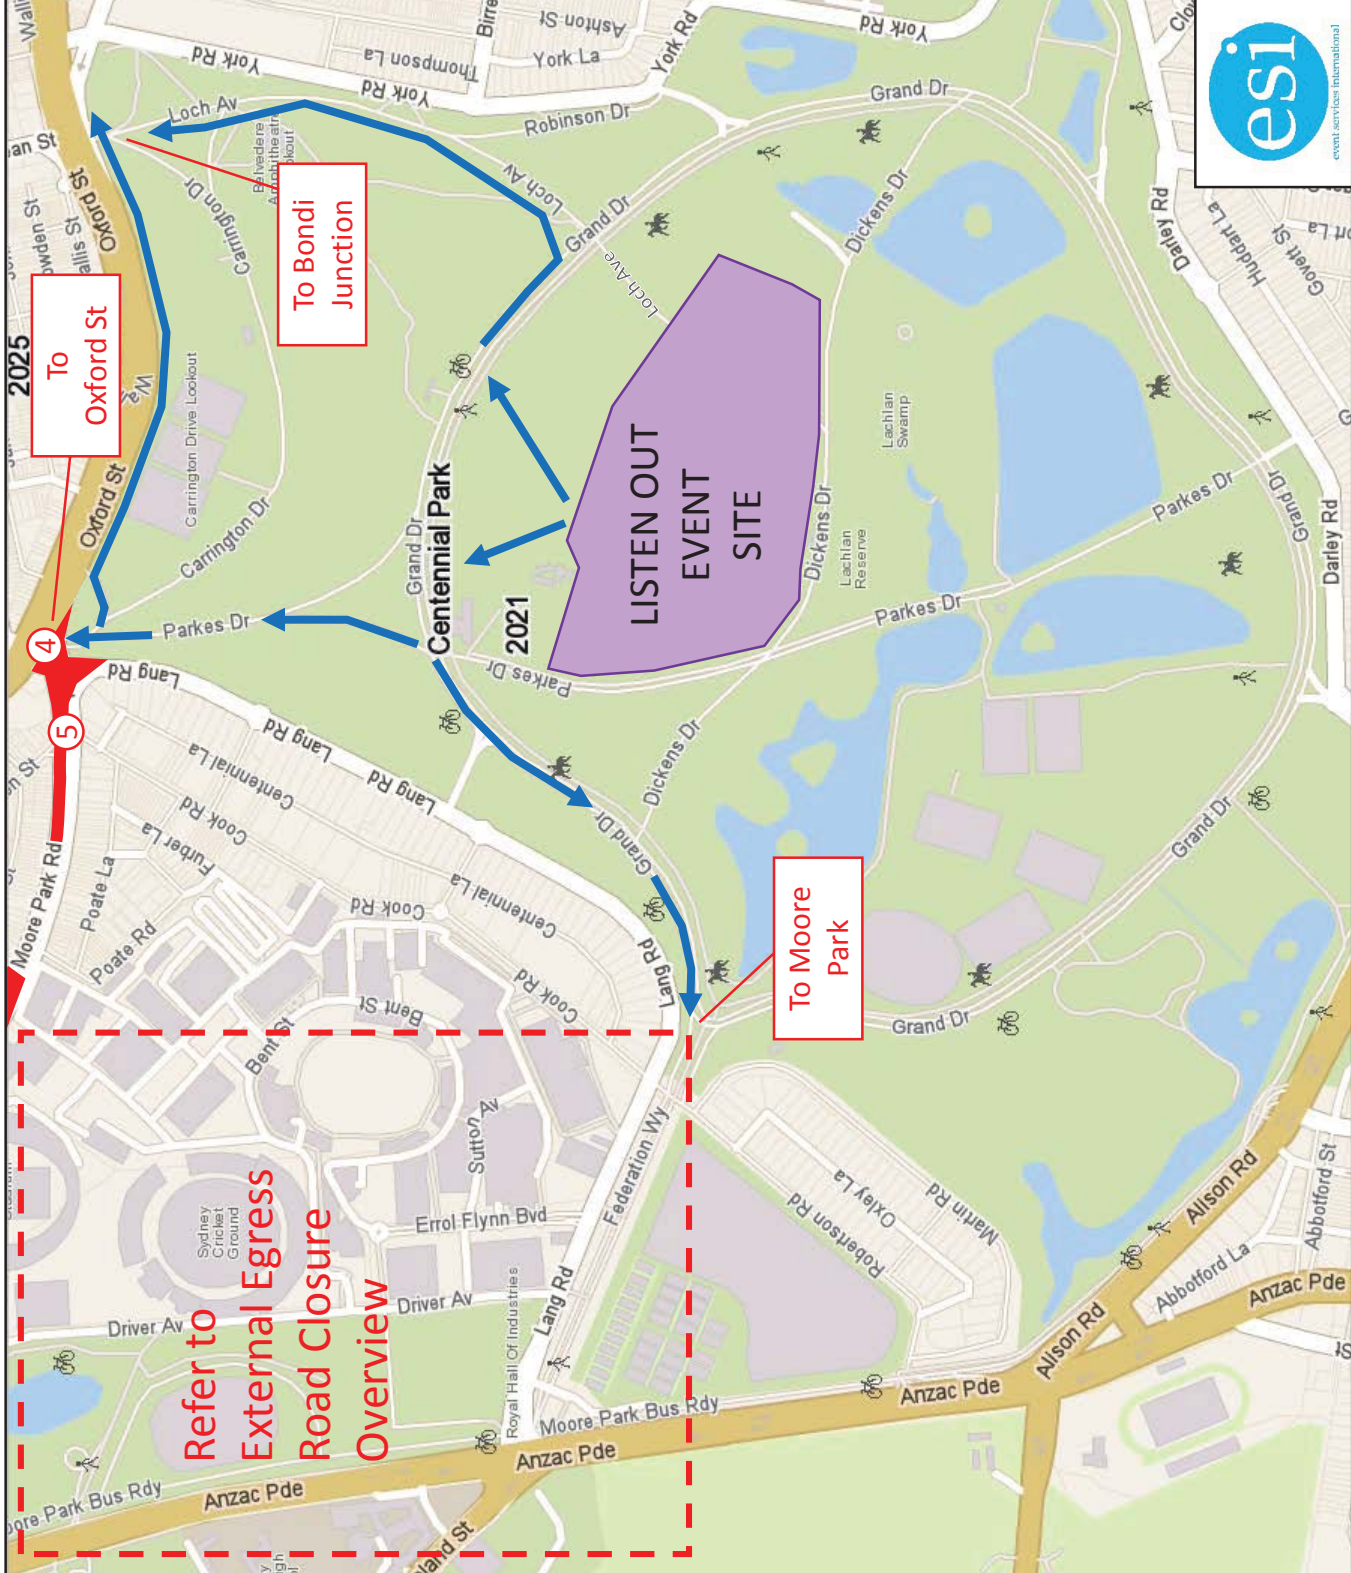 2025
To
Oxford St
To Bondi
Junction
LISTEN OUT
EVENT
SITE
To Moore
Park
Refer to
External Egress
Road Closure
Overview
4
5
Centennial Park
2021
esi
event services international
Oxford St
Oxford St
York Rd
York Rd
York Rd
York Rd
Thompson La
York La
Ashton St
Robinson Dr
Loch Av
Loch Av
Loch Ave
Belvedere
Carrington Dr
Carrington Dr
Carrington Drive Lookout
Grand Dr
Grand Dr
Grand Dr
Grand Dr
Grand Dr
Grand Dr
Grand Dr
Parkes Dr
Parkes Dr
Parkes Dr
Parkes Dr
Dickens Dr
Dickens Dr
Dickens Dr
Lachlan
Swamp
Lachlan
Reserve
Darley Rd
Darley Rd
Huddart La
Govett St
Lang Rd
Lang Rd
Lang Rd
Lang Rd
Lang Rd
Moore Park Rd
Poate La
Poate Rd
Furber La
Cook Rd
Cook Rd
Cook Rd
Centennial La
Centennial La
Bent St
Bent St
Sydney
Cricket
Ground
Sutton Av
Errol Flynn Bvd
Driver Av
Driver Av
Royal Hall Of Industries
Federation Wy
Moore Park Bus Rdy
Anzac Pde
Anzac Pde
Anzac Pde
Anzac Pde
Robertson Rd
Oxley La
Martin Rd
Alison Rd
Alison Rd
Abbotford La
Abbotford St